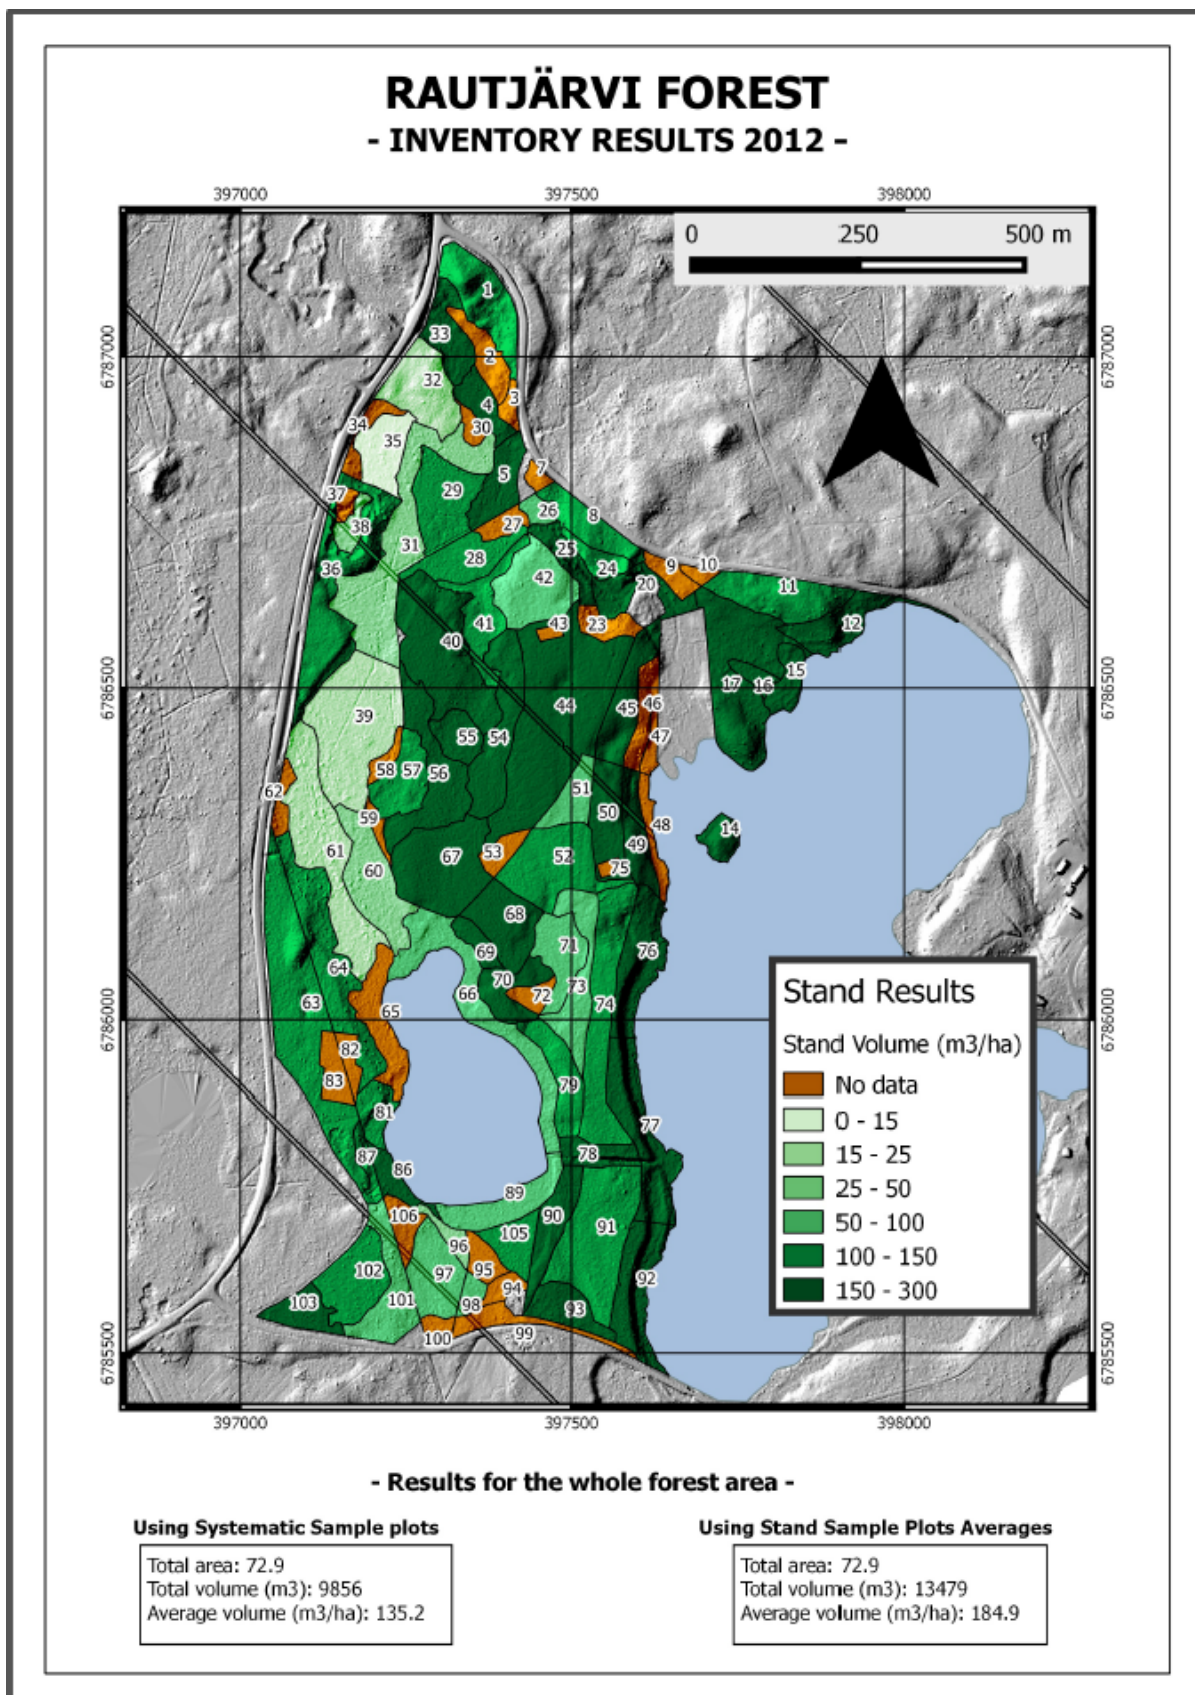 RAUTJÄRVI FOREST
- INVENTORY RESULTS 2012 -
397000 397500 398000
0 250 500 m
1
33
6787000 2 6787000
32
3
4
34 30
35
7 5
29
37
26 8
27
38
31 25
28
36 24 9 10
42 20 11
41 43 23 12
40
15
17 16
6786500 6786500
39 44 45 46
55 54 47
58 57 56
62 51
59 50 48 14
61 67 53 52 49
60 75
68
71
69 76
64 70
66 72 73
63 65 74
6786000 6786000
82
83
79
81
77
87 78
86
89
106 90 91
96 105
102 97 95
94 92
103 101 98 93
100 99
6785500 6785500
397000 397500 398000
Stand Results
Stand Volume (m3/ha)
No data
0 - 15
15 - 25
25 - 50
50 - 100
100 - 150
150 - 300
- Results for the whole forest area -
Using Systematic Sample plots
Total area: 72.9
Total volume (m3): 9856
Average volume (m3/ha): 135.2
Using Stand Sample Plots Averages
Total area: 72.9
Total volume (m3): 13479
Average volume (m3/ha): 184.9